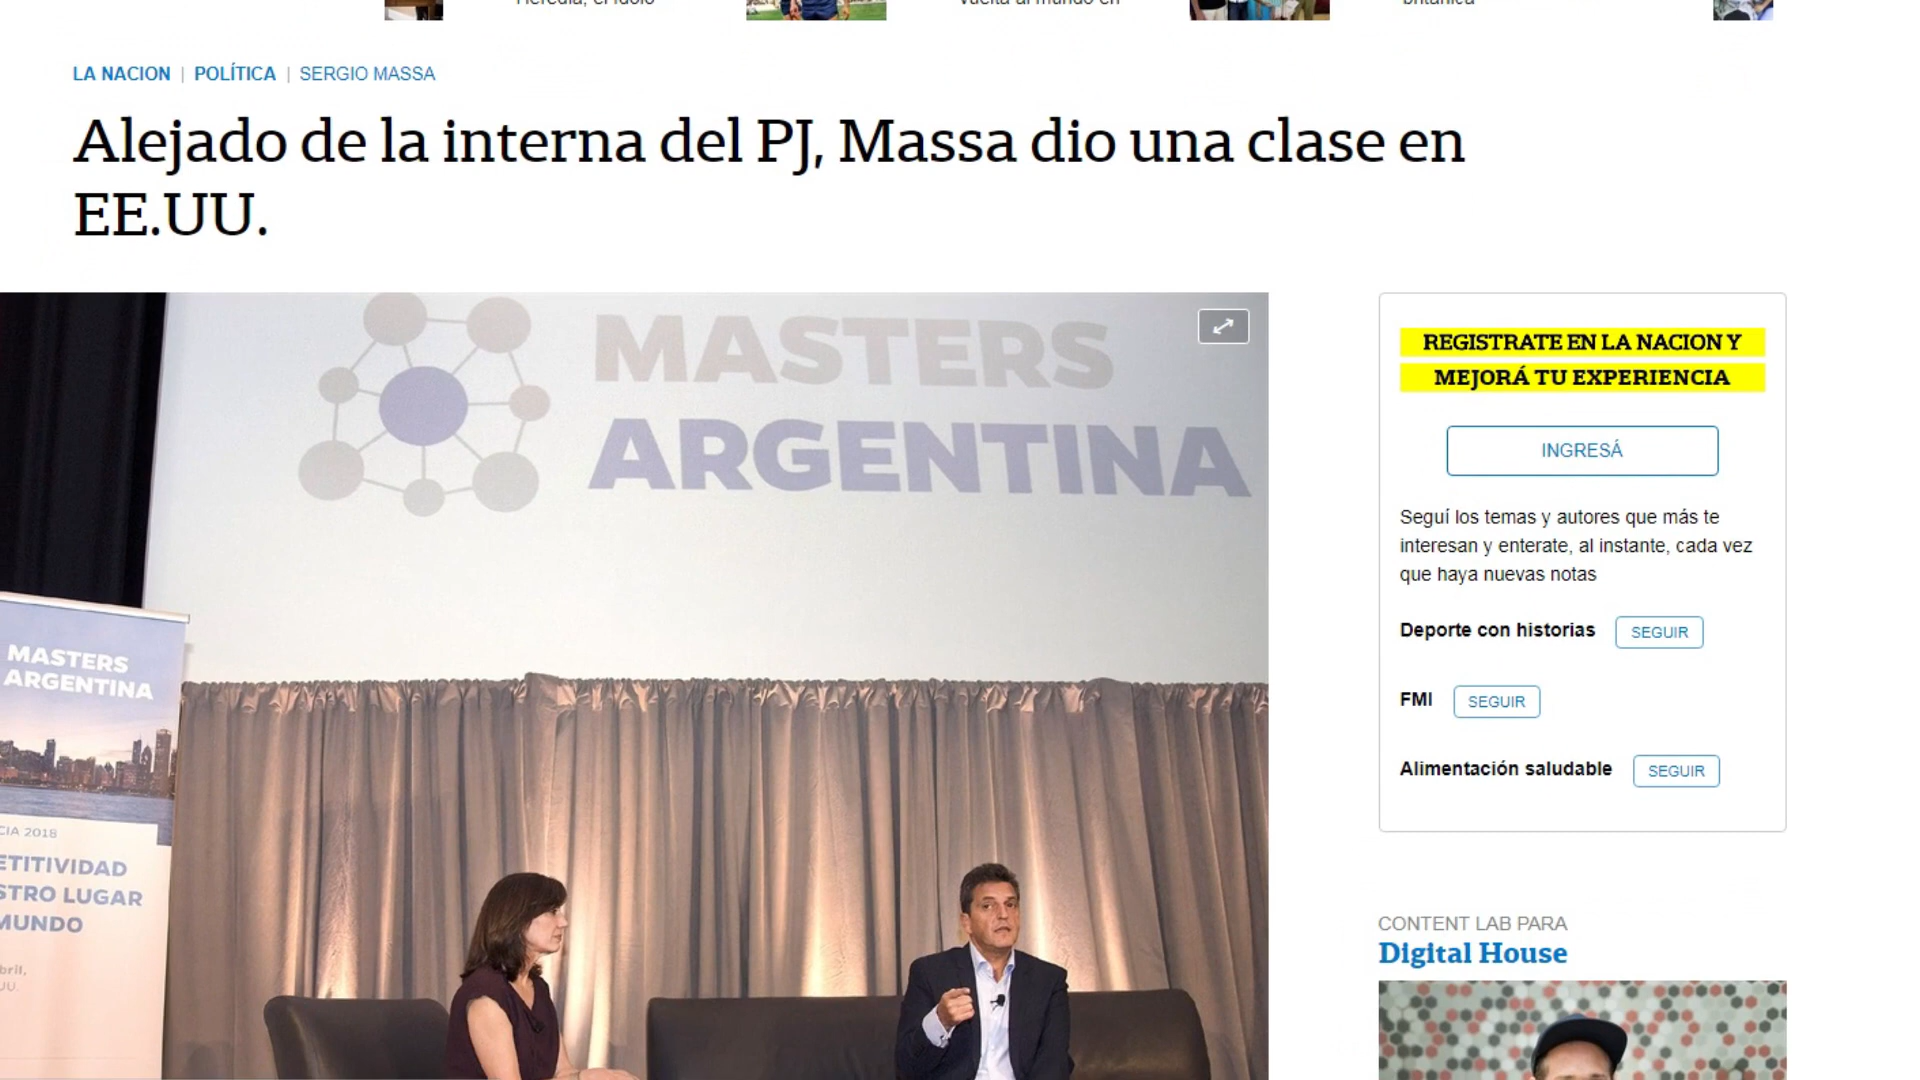 LA NACION | POLÍTICA | SERGIO MASSA
Alejado de la interna del PJ, Massa dio una clase en
EE.UU.
MASTERS
ARGENTINA
MASTERS
ARGENTINA
CIA 2018
ETITIVIDAD
STRO LUGAR
MUNDO
bril,
UU.
REGISTRATE EN LA NACION Y
MEJORÁ TU EXPERIENCIA
INGRESÁ
Seguí los temas y autores que más te
interesan y enterate, al instante, cada vez
que haya nuevas notas
Deporte con historias SEGUIR
FMI SEGUIR
Alimentación saludable SEGUIR
CONTENT LAB PARA
Digital House